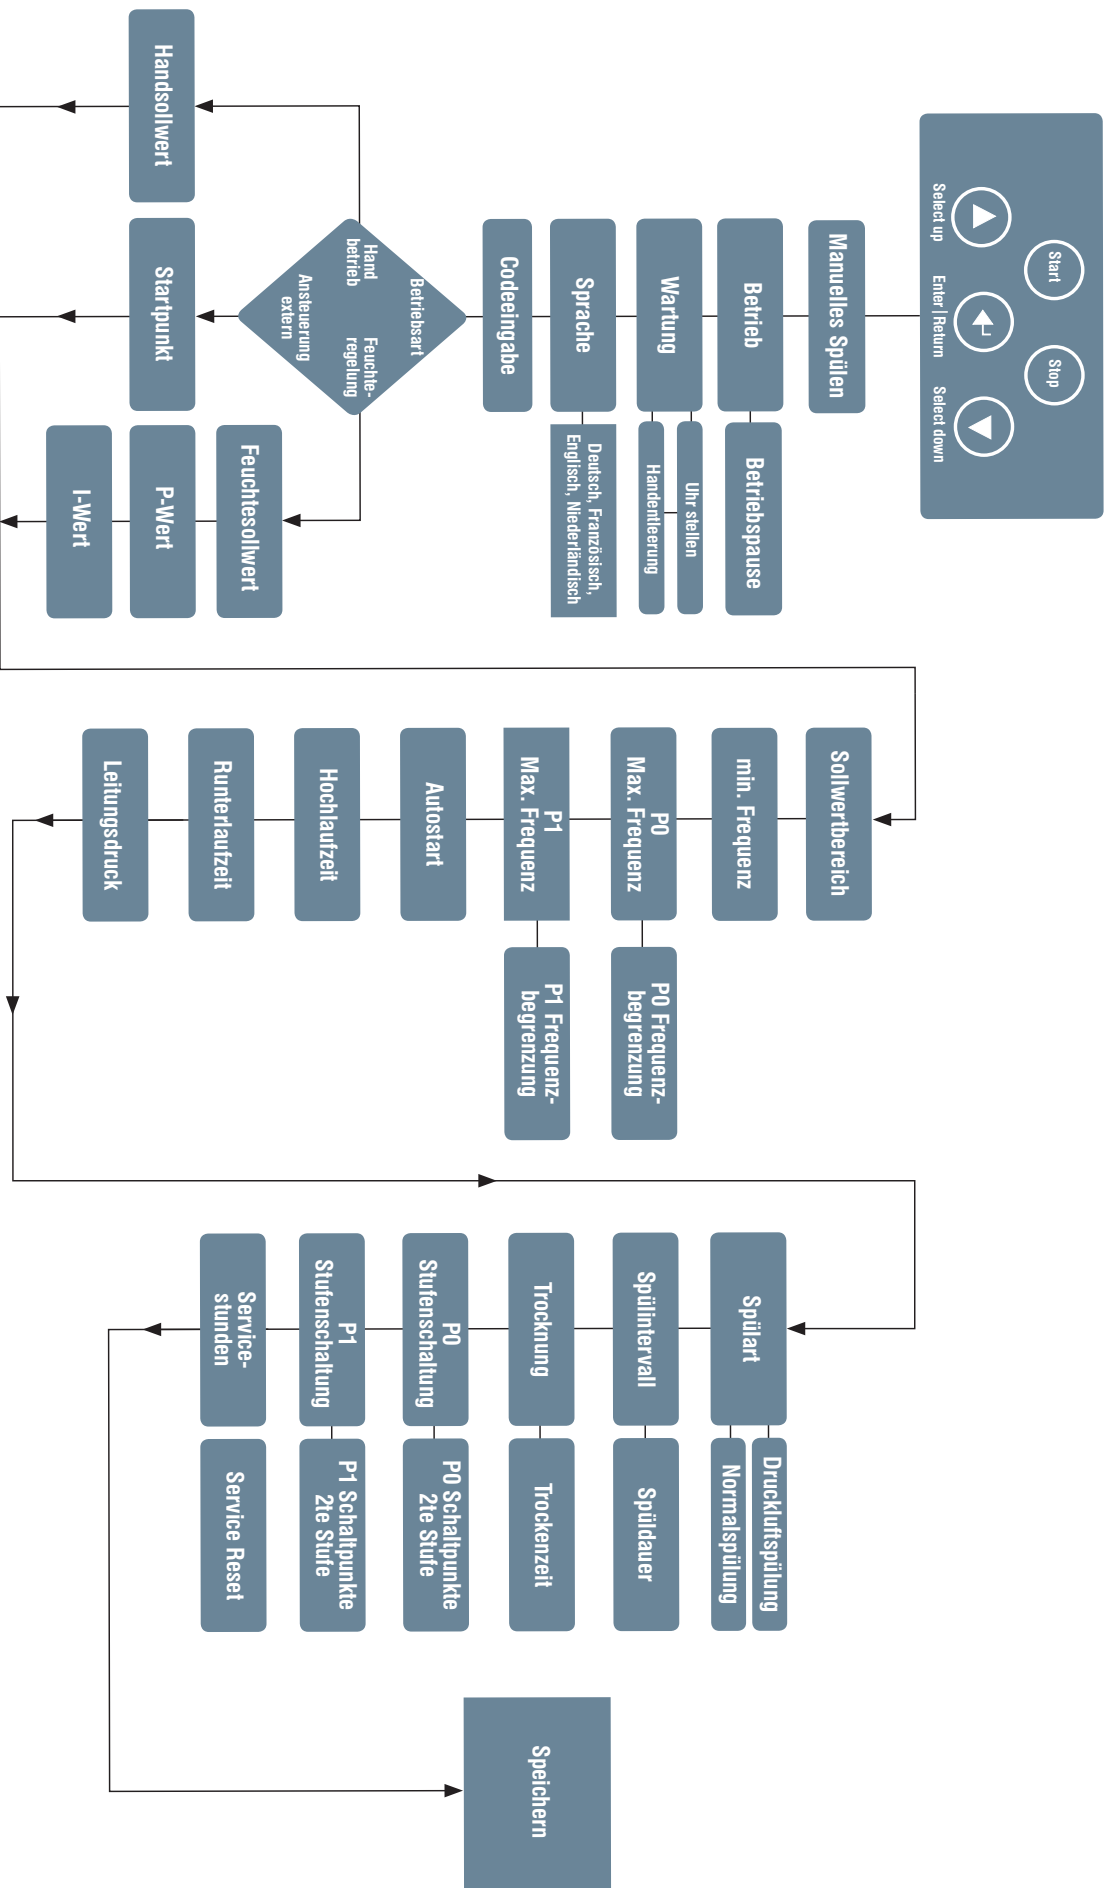 Start
Stop
Select up
Enter|Return
Select down
Manuelles Spülen
Betrieb
Betriebspause
Wartung
Uhr stellen
Handentleerung
Sprache
Deutsch, Französisch,
Englisch, Niederländisch
Codeeingabe
Betriebsart
Hand
betrieb
Feuchte-
regelung
Ansteuerung
extern
Handsollwert
Startpunkt
Feuchtesollwert
P-Wert
I-Wert
Sollwertbereich
min. Frequenz
P0
Max. Frequenz
P0 Frequenz-
begrenzung
P1
Max. Frequenz
P1 Frequenz-
begrenzung
Autostart
Hochlaufzeit
Runterlaufzeit
Leitungsdruck
Spülart
Druckluftspülung
Normalspülung
Spülintervall
Spüldauer
Trocknung
Trockenzeit
P0
Stufenschaltung
P0 Schaltpunkte
2te Stufe
P1
Stufenschaltung
P1 Schaltpunkte
2te Stufe
Service-
stunden
Service Reset
Speichern